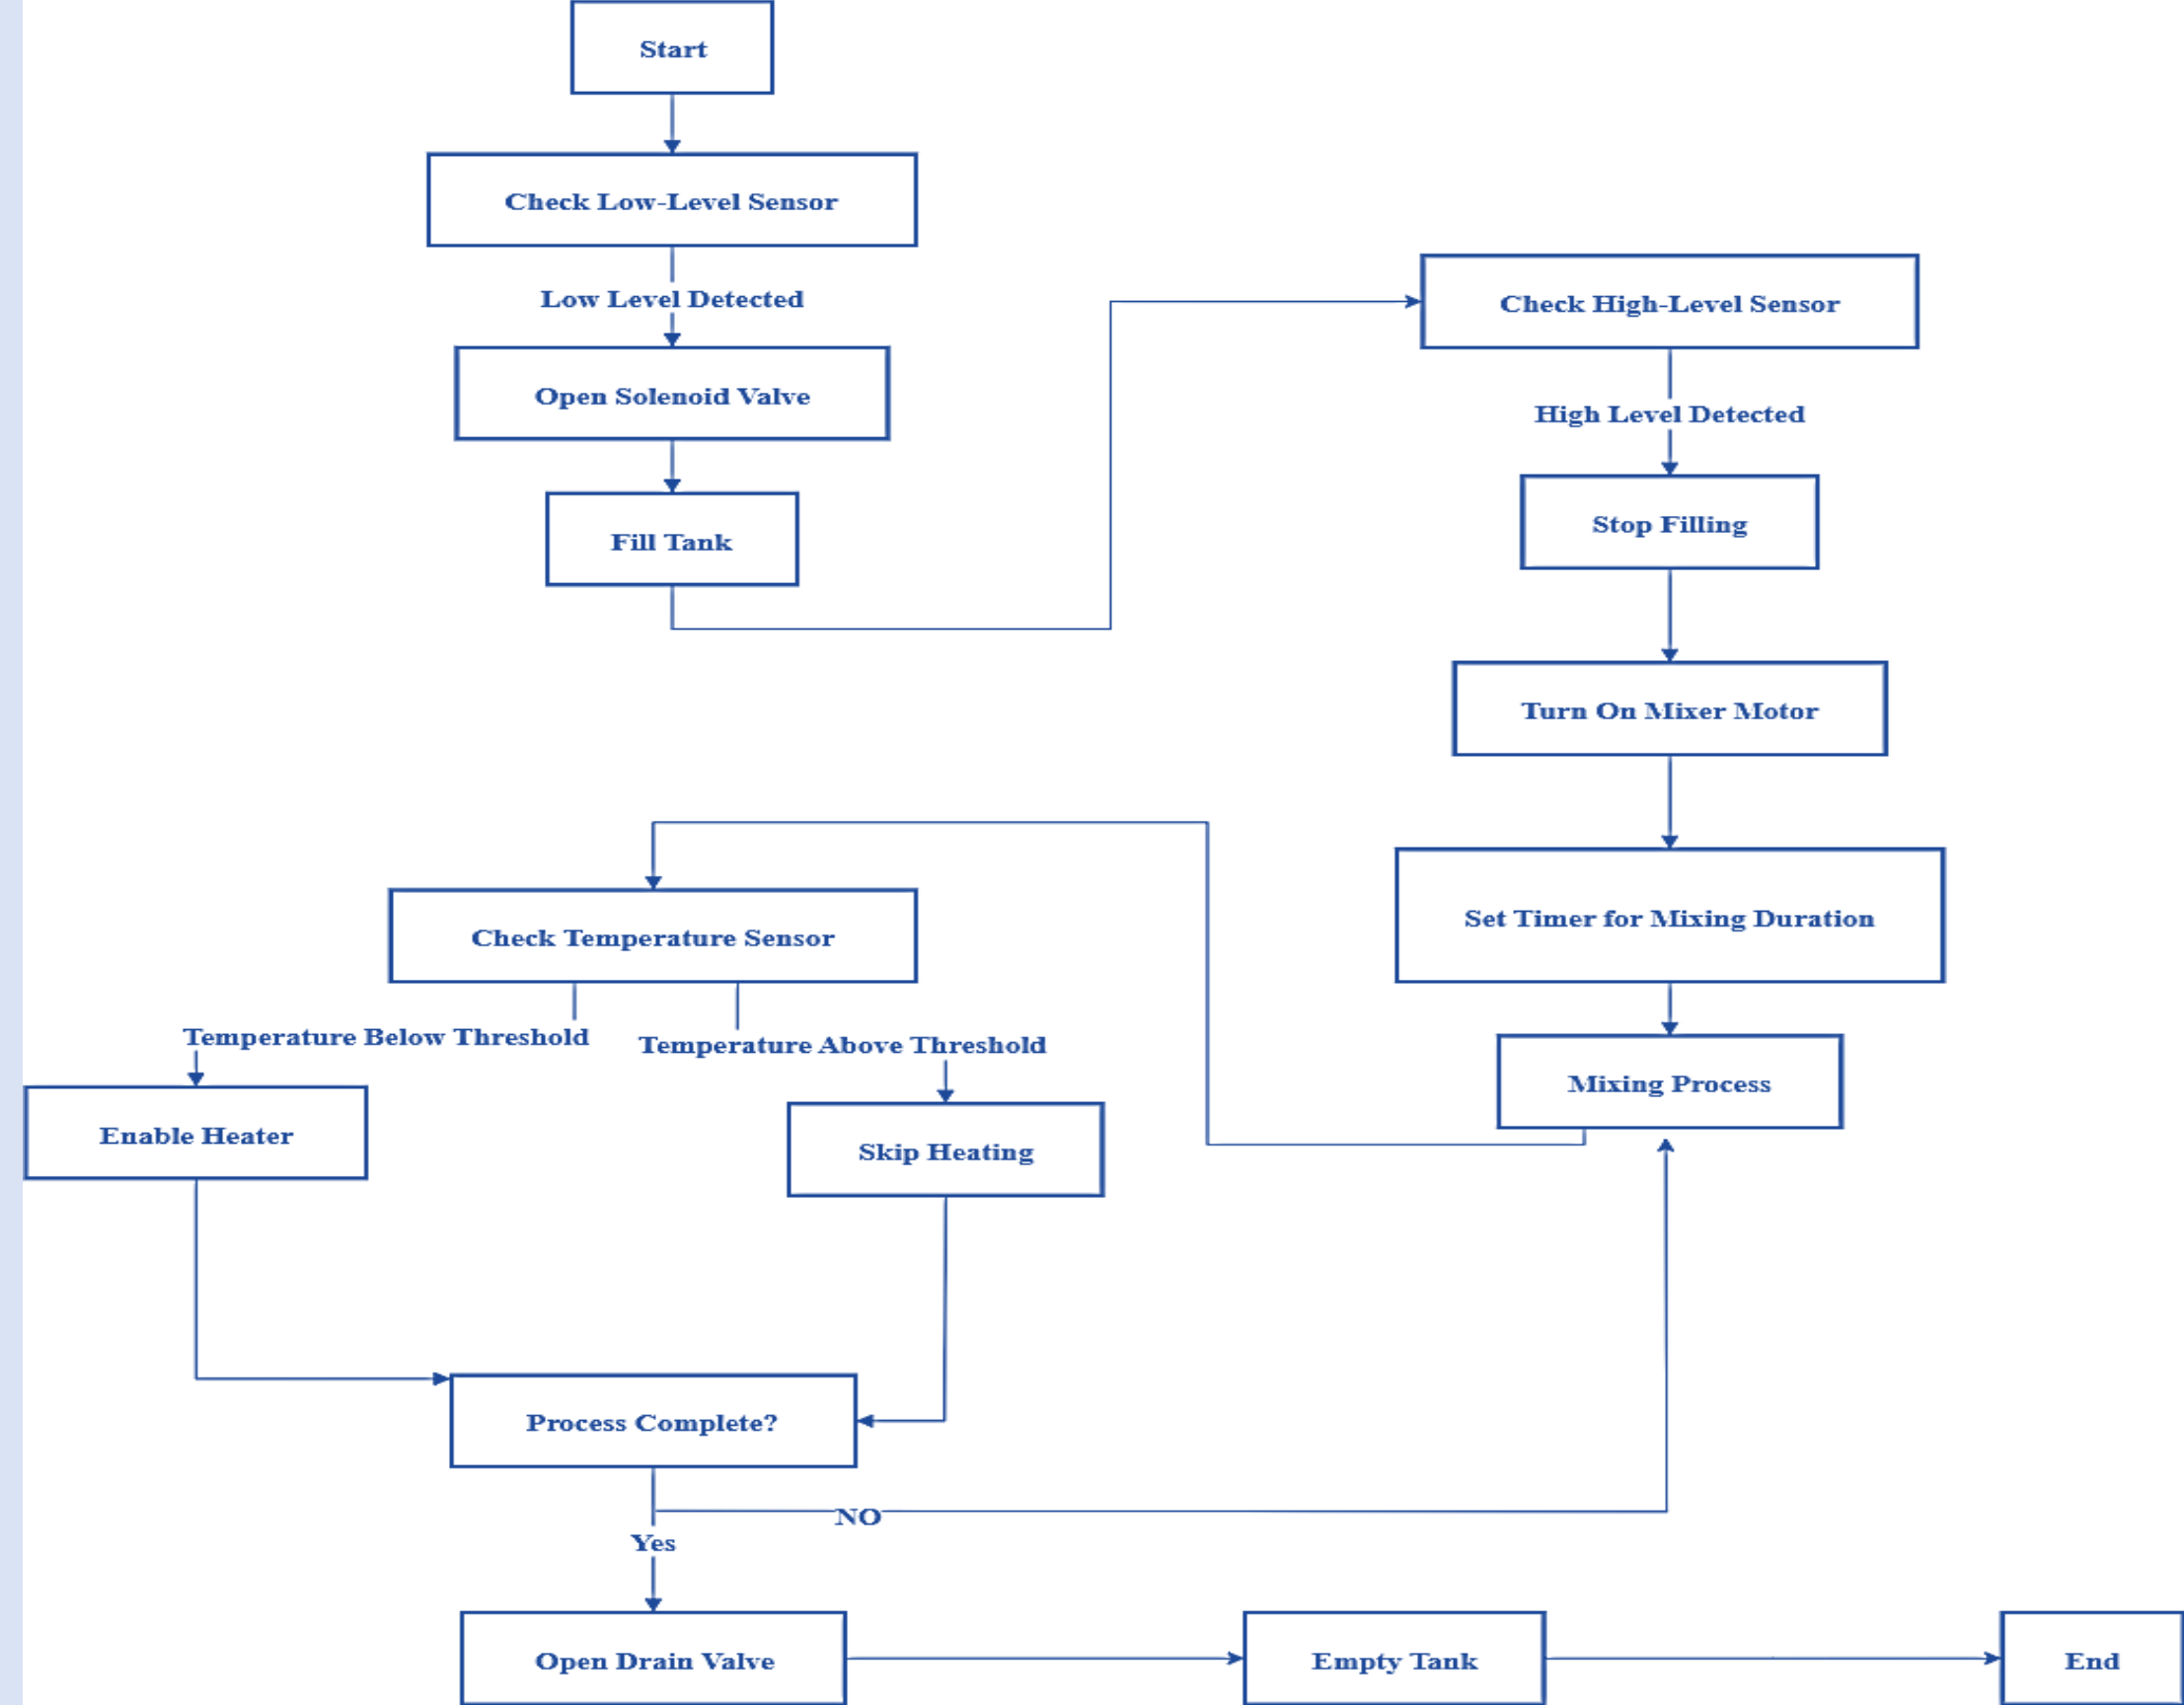 Start
Check Low-Level Sensor
Low Level Detected
Open Solenoid Valve
Fill Tank
Check High-Level Sensor
High Level Detected
Stop Filling
Turn On Mixer Motor
Set Timer for Mixing Duration
Mixing Process
Check Temperature Sensor
Temperature Below Threshold
Temperature Above Threshold
Enable Heater
Skip Heating
Process Complete?
NO
Yes
Open Drain Valve
Empty Tank
End